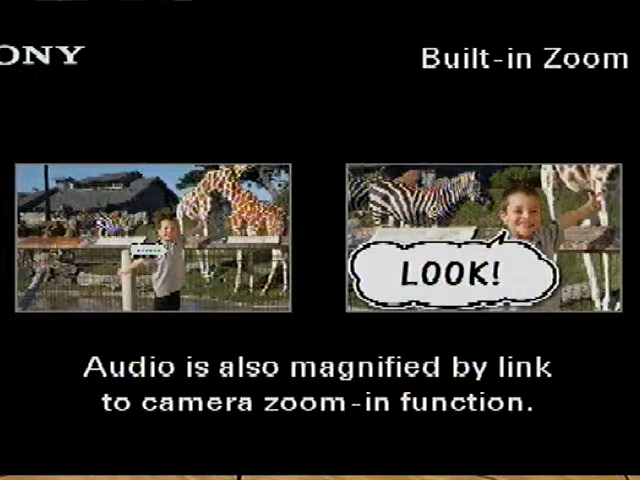 ONY
Built-in Zoom
LOOK!
Audio is also magnified by link
to camera zoom-in function.